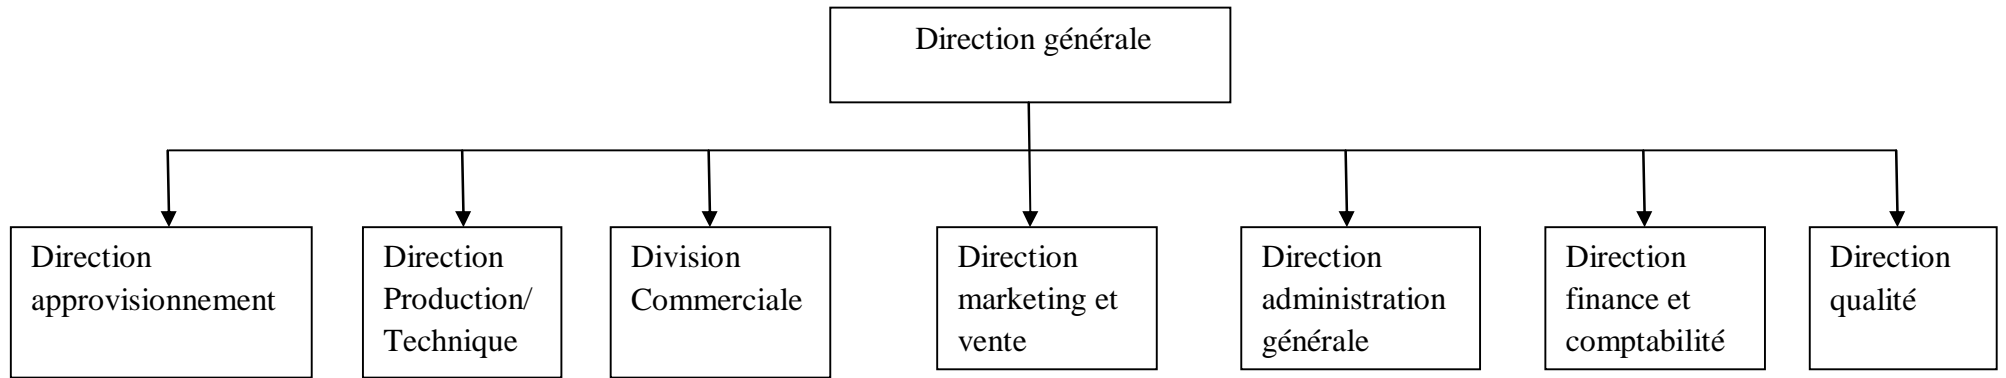 Direction générale
Direction
approvisionnement
Direction
Production/
Technique
Division
Commerciale
Direction
marketing et
vente
Direction
administration
générale
Direction
finance et
comptabilité
Direction
qualité